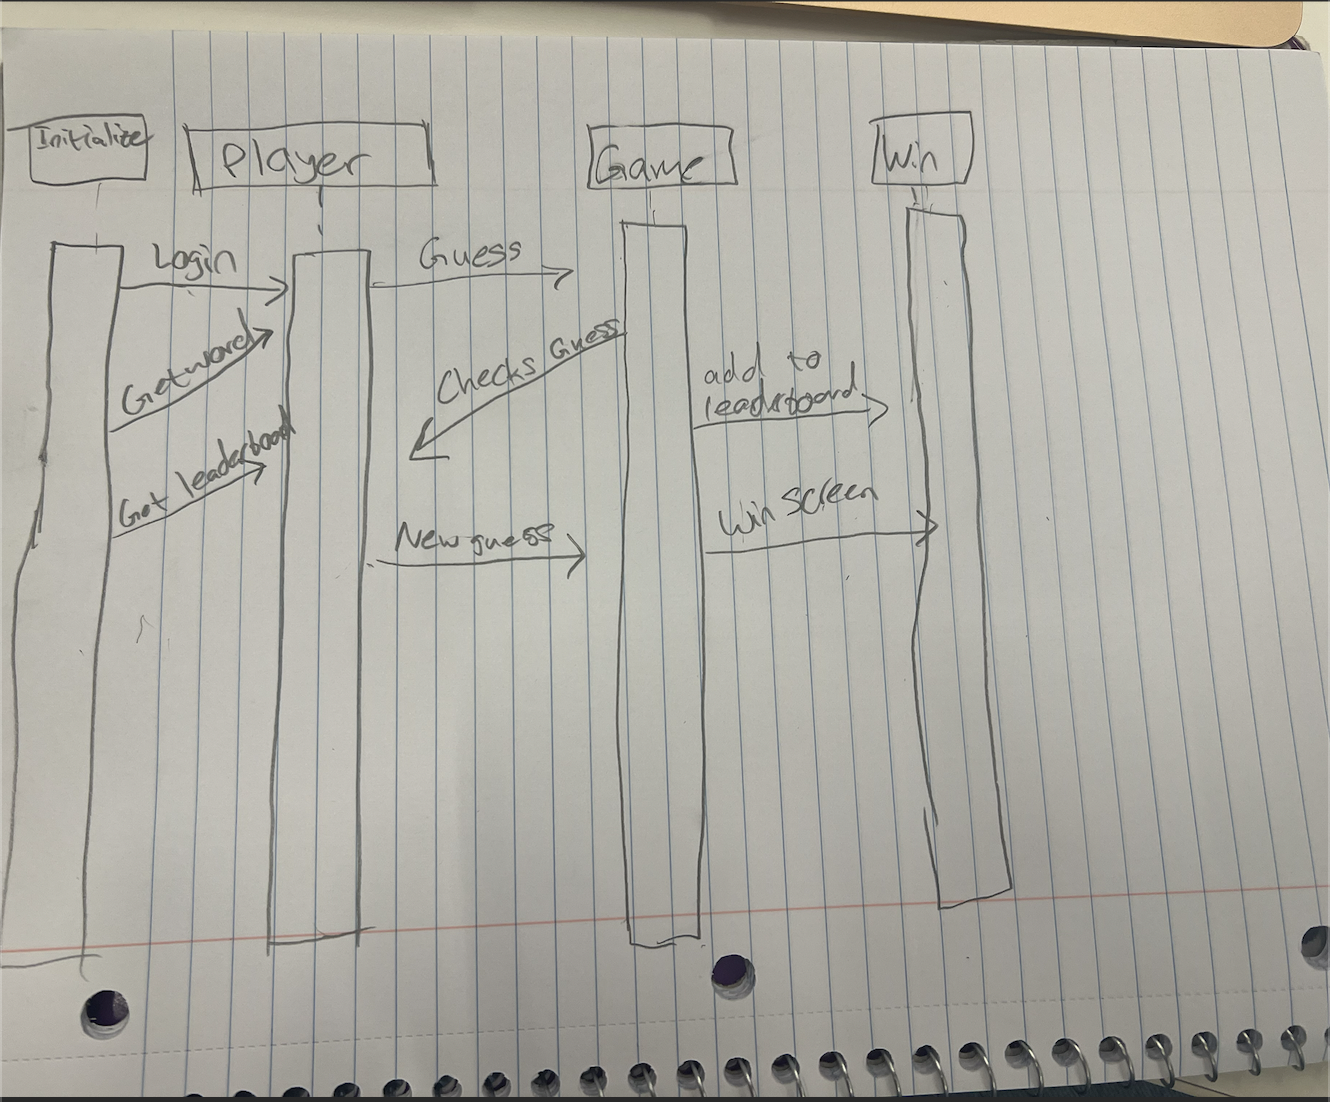 Initialize
Player
Game
Win
Login
Guess
Get word
Checks Guess
add to
leaderboard
Get leaderboard
New guess
Win screen